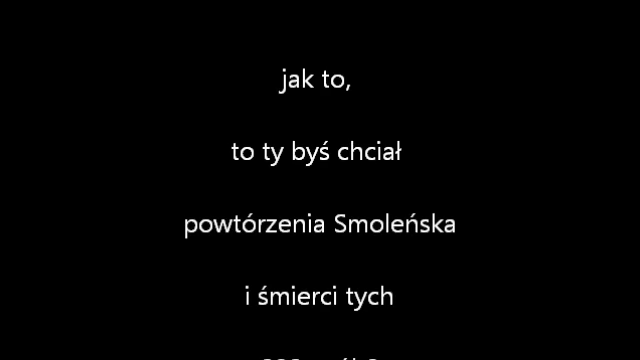 jak to,
to ty byś chciał
powtórzenia Smoleńska
i śmierci tych